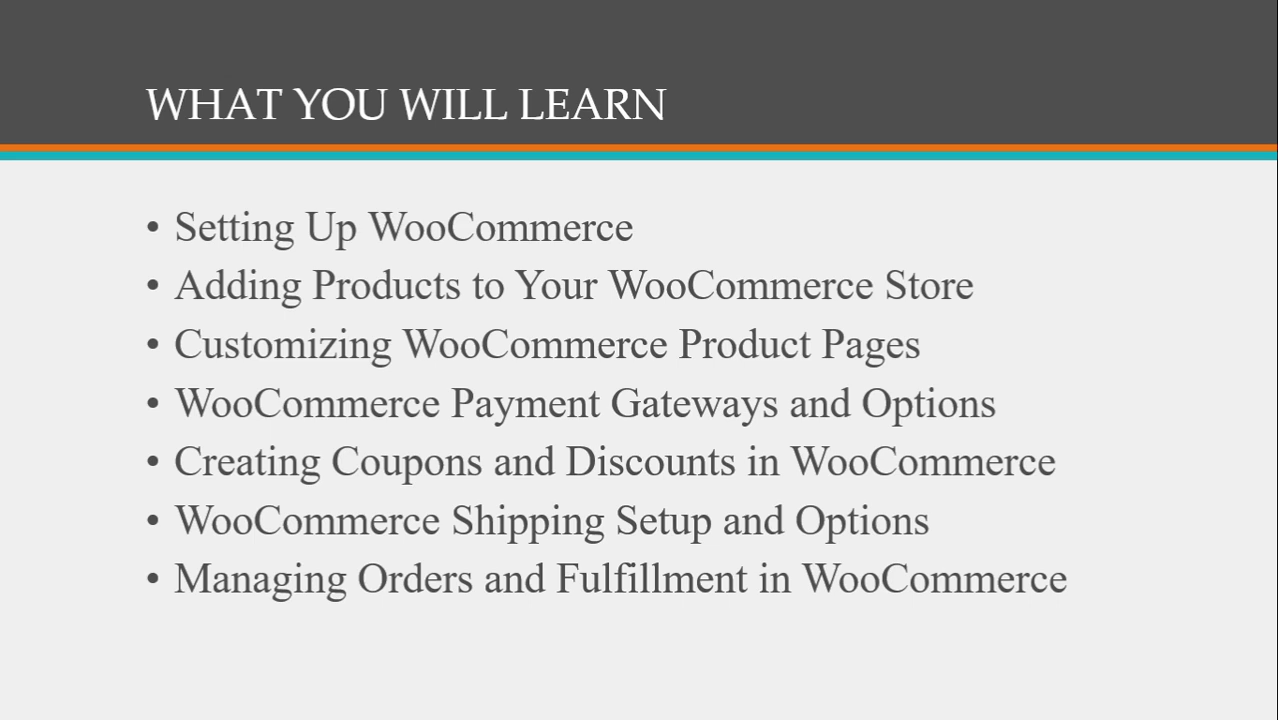 WHAT YOU WILL LEARN
• Setting Up WooCommerce
• Adding Products to Your WooCommerce Store
• Customizing WooCommerce Product Pages
• WooCommerce Payment Gateways and Options
• Creating Coupons and Discounts in WooCommerce
• WooCommerce Shipping Setup and Options
• Managing Orders and Fulfillment in WooCommerce